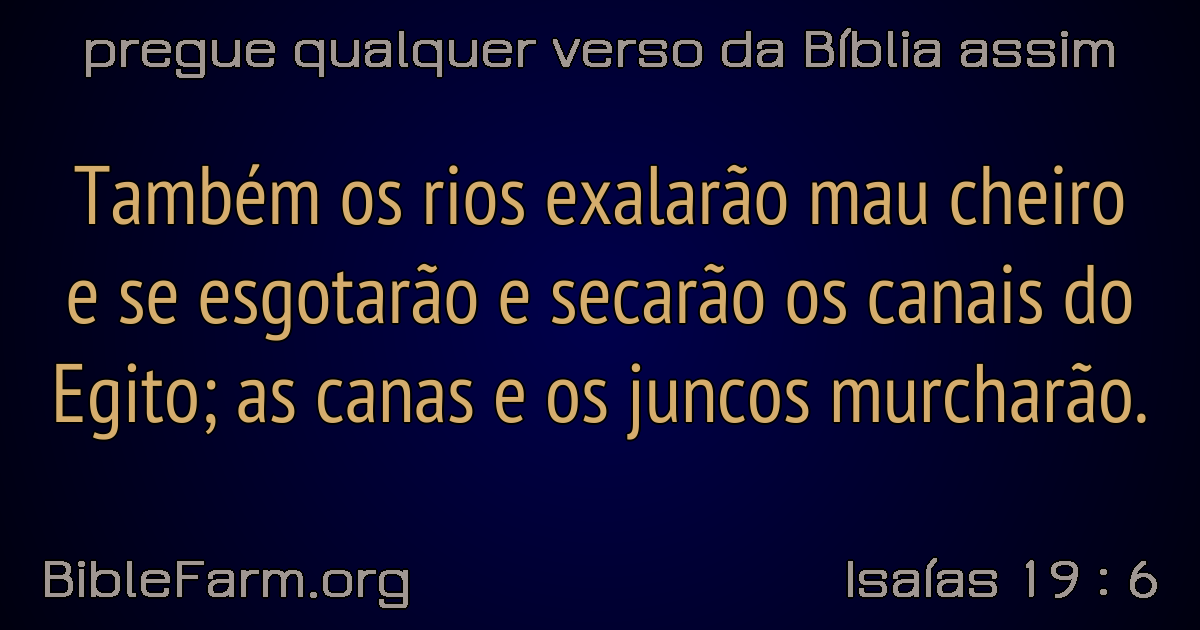 pregue qualquer verso da Bíblia assim
Também os rios exalarão mau cheiro
e se esgotarão e secarão os canais do
Egito; as canas e os juncos murcharão.
BibleFarm.org
Isaías 19 : 6